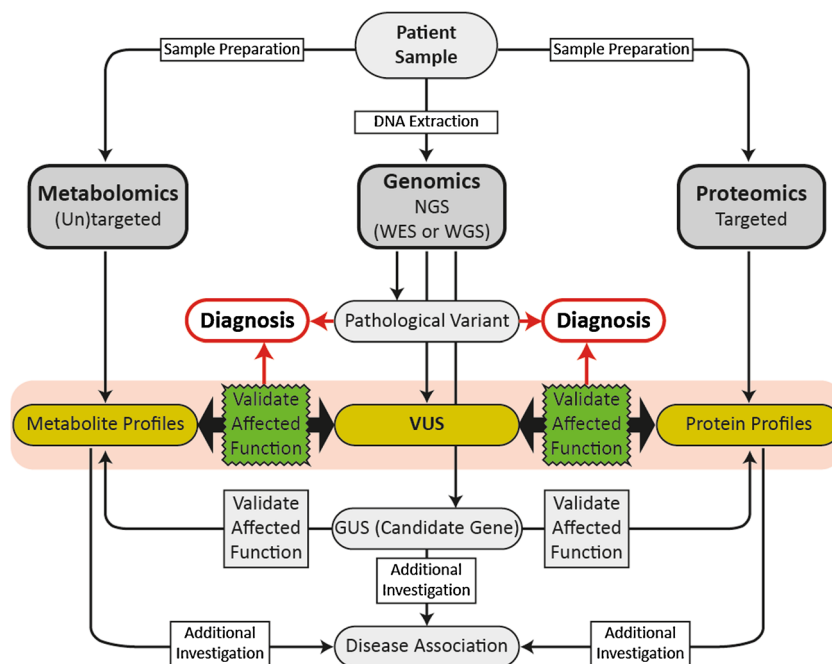 Patient
Sample
Sample Preparation
Sample Preparation
DNA Extraction
Metabolomics
(Un)targeted
Genomics
NGS
(WES or WGS)
Proteomics
Targeted
Diagnosis
Pathological Variant
Diagnosis
Metabolite Profiles
Validate
Affected
Function
VUS
Validate
Affected
Function
Protein Profiles
Validate
Affected
Function
GUS (Candidate Gene)
Validate
Affected
Function
Additional
Investigation
Additional
Investigation
Disease Association
Additional
Investigation